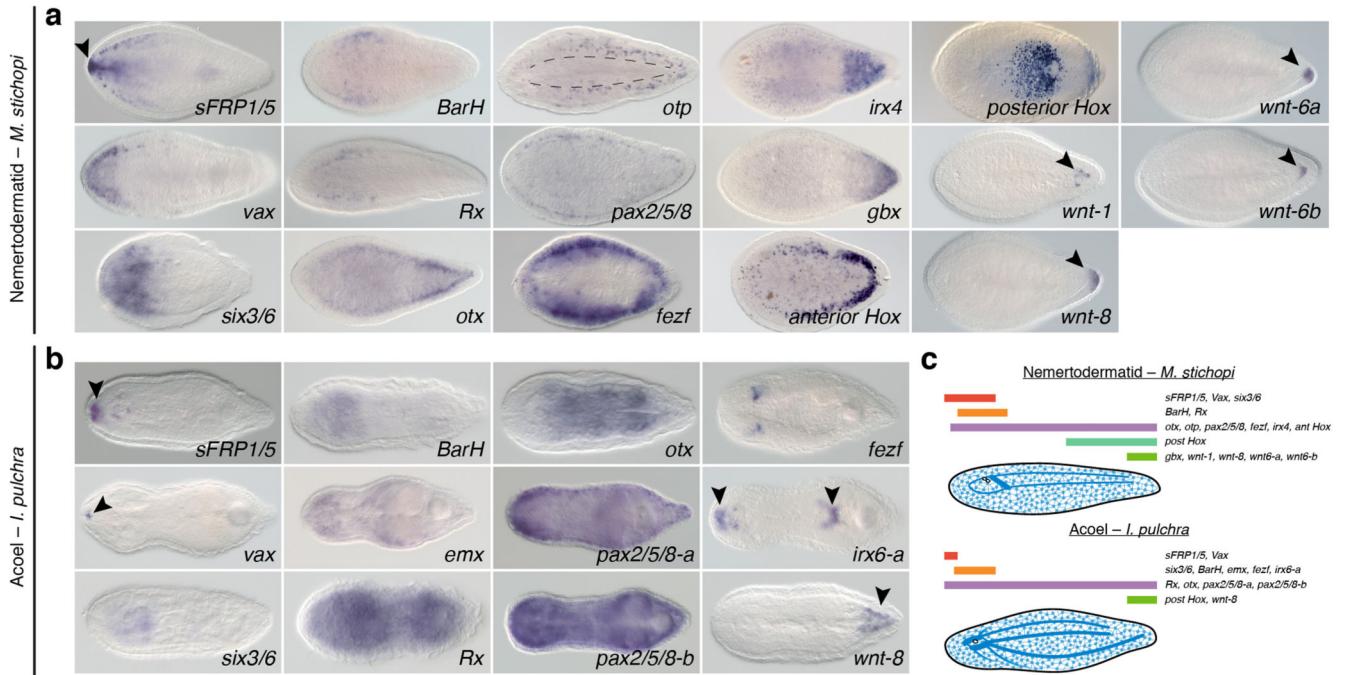 a
Nemertodermatid – M. stichopi
sFRP1/5
BarH
otp
irx4
posterior Hox
wnt-6a
vax
Rx
pax2/5/8
gbx
wnt-1
wnt-6b
six3/6
otx
fezf
anterior Hox
wnt-8
b
Acoel – I. pulchra
sFRP1/5
BarH
otx
fezf
vax
emx
pax2/5/8-a
irx6-a
six3/6
Rx
pax2/5/8-b
wnt-8
c
Nemertodermatid – M. stichopi
sFRP1/5, Vax, six3/6
BarH, Rx
otx, otp, pax2/5/8, fezf, irx4, ant Hox
post Hox
gbx, wnt-1, wnt-8, wnt6-a, wnt6-b
Acoel – I. pulchra
sFRP1/5, Vax
six3/6, BarH, emx, fezf, irx6-a
Rx, otx, pax2/5/8-a, pax2/5/8-b
post Hox, wnt-8